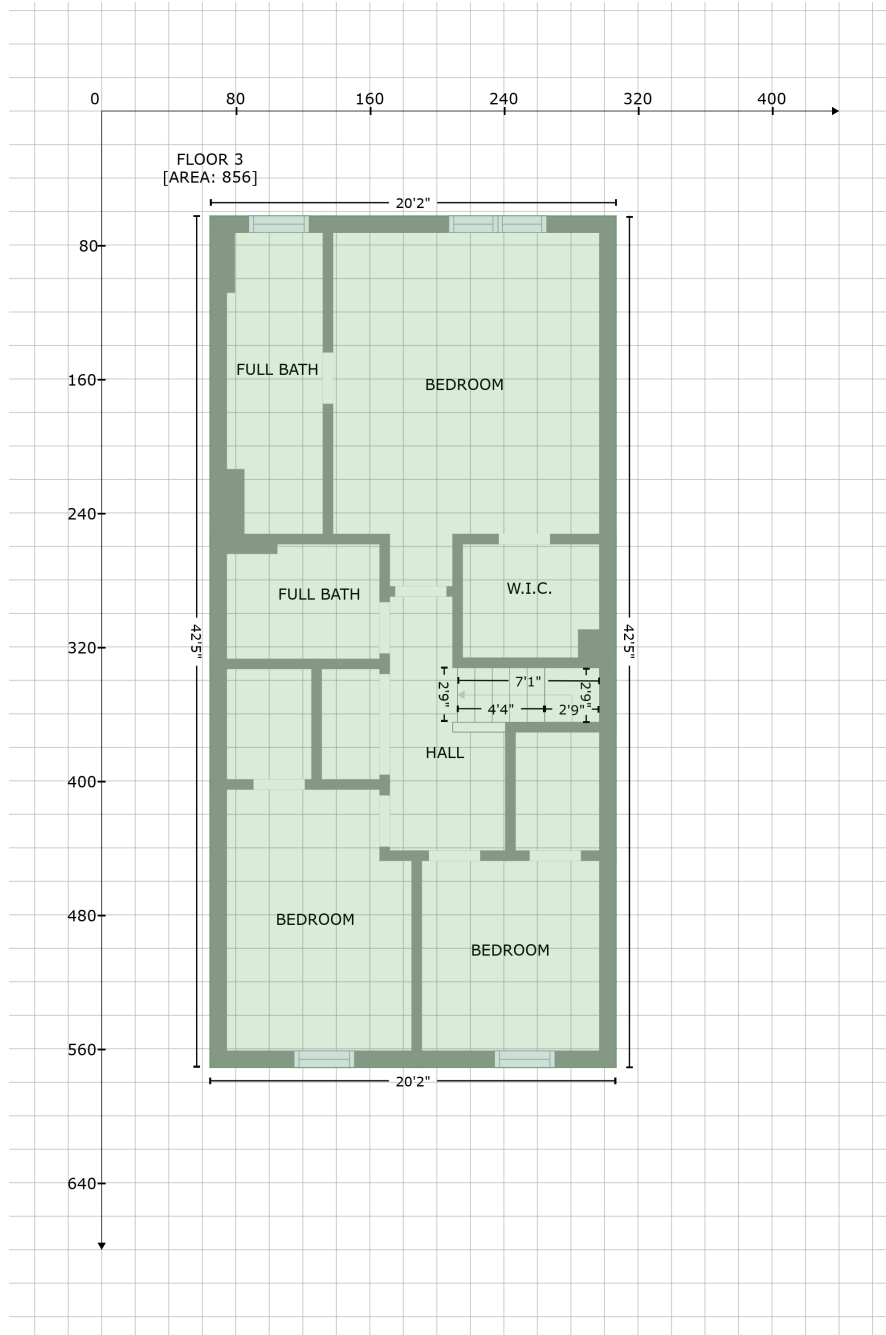 0 80 160 240 320 400
FLOOR 3
[AREA: 856]
20'2"
80
160
FULL BATH
BEDROOM
240
FULL BATH
W.I.C.
320
42'5"
42'5"
2'9"
7'1"
2'9"
4'4"
2'9"
HALL
400
480
BEDROOM
BEDROOM
560
20'2"
640